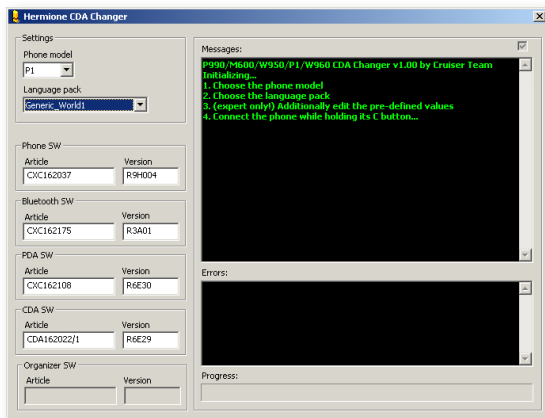 Hermione CDA Changer
Settings
Phone model
P1
Language pack
Generic_World1
Phone SW
Article
Version
CXC162037
R9H004
Bluetooth SW
Article
Version
CXC162175
R3A01
PDA SW
Article
Version
CXC162108
R6E30
CDA SW
Article
Version
CDA162022/1
R6E29
Organizer SW
Article
Version
Messages:
P990/M600/W950/P1/W960 CDA Changer v1.00 by Cruiser Team
Initializing...
1. Choose the phone model
2. Choose the language pack
3. (expert only!) Additionally edit the pre-defined values
4. Connect the phone while holding its C button...
Errors:
Progress: